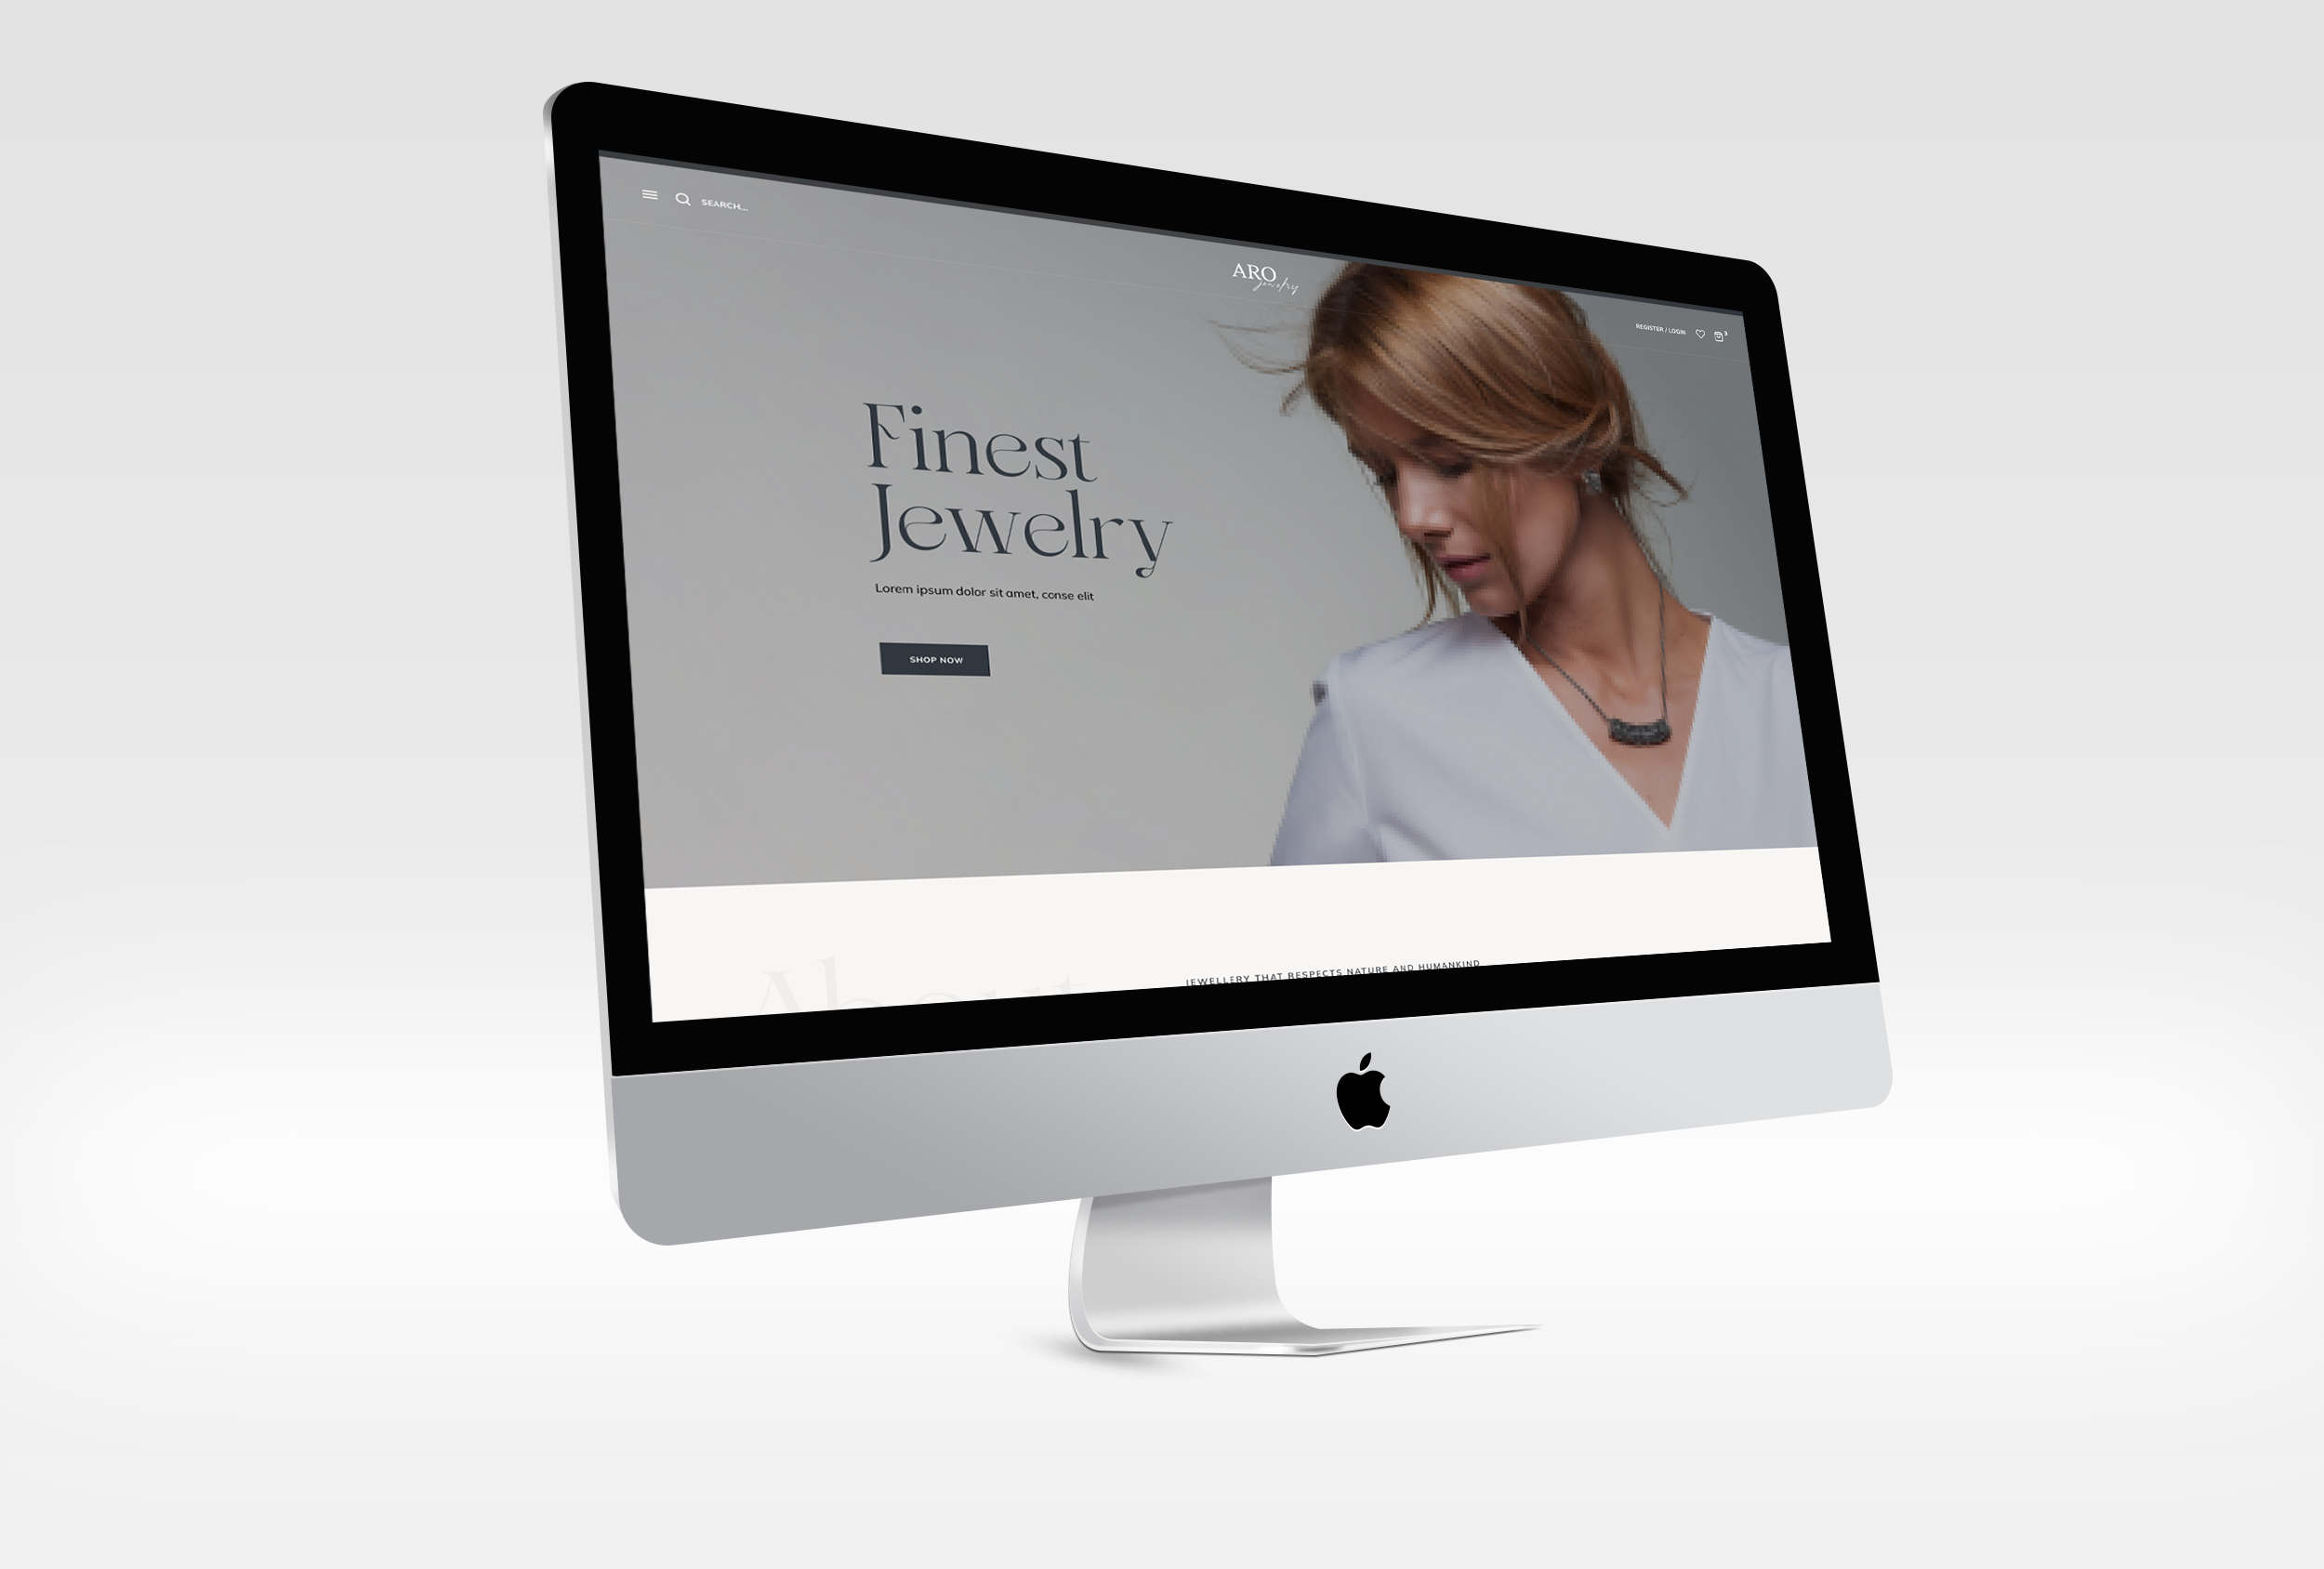 SEARCH...
ARO
jewelry
REGISTER / LOGIN
3
Finest
Jewelry
Lorem ipsum dolor sit amet, conse elit
SHOP NOW
About
JEWELLERY THAT RESPECTS NATURE AND HUMANKIND